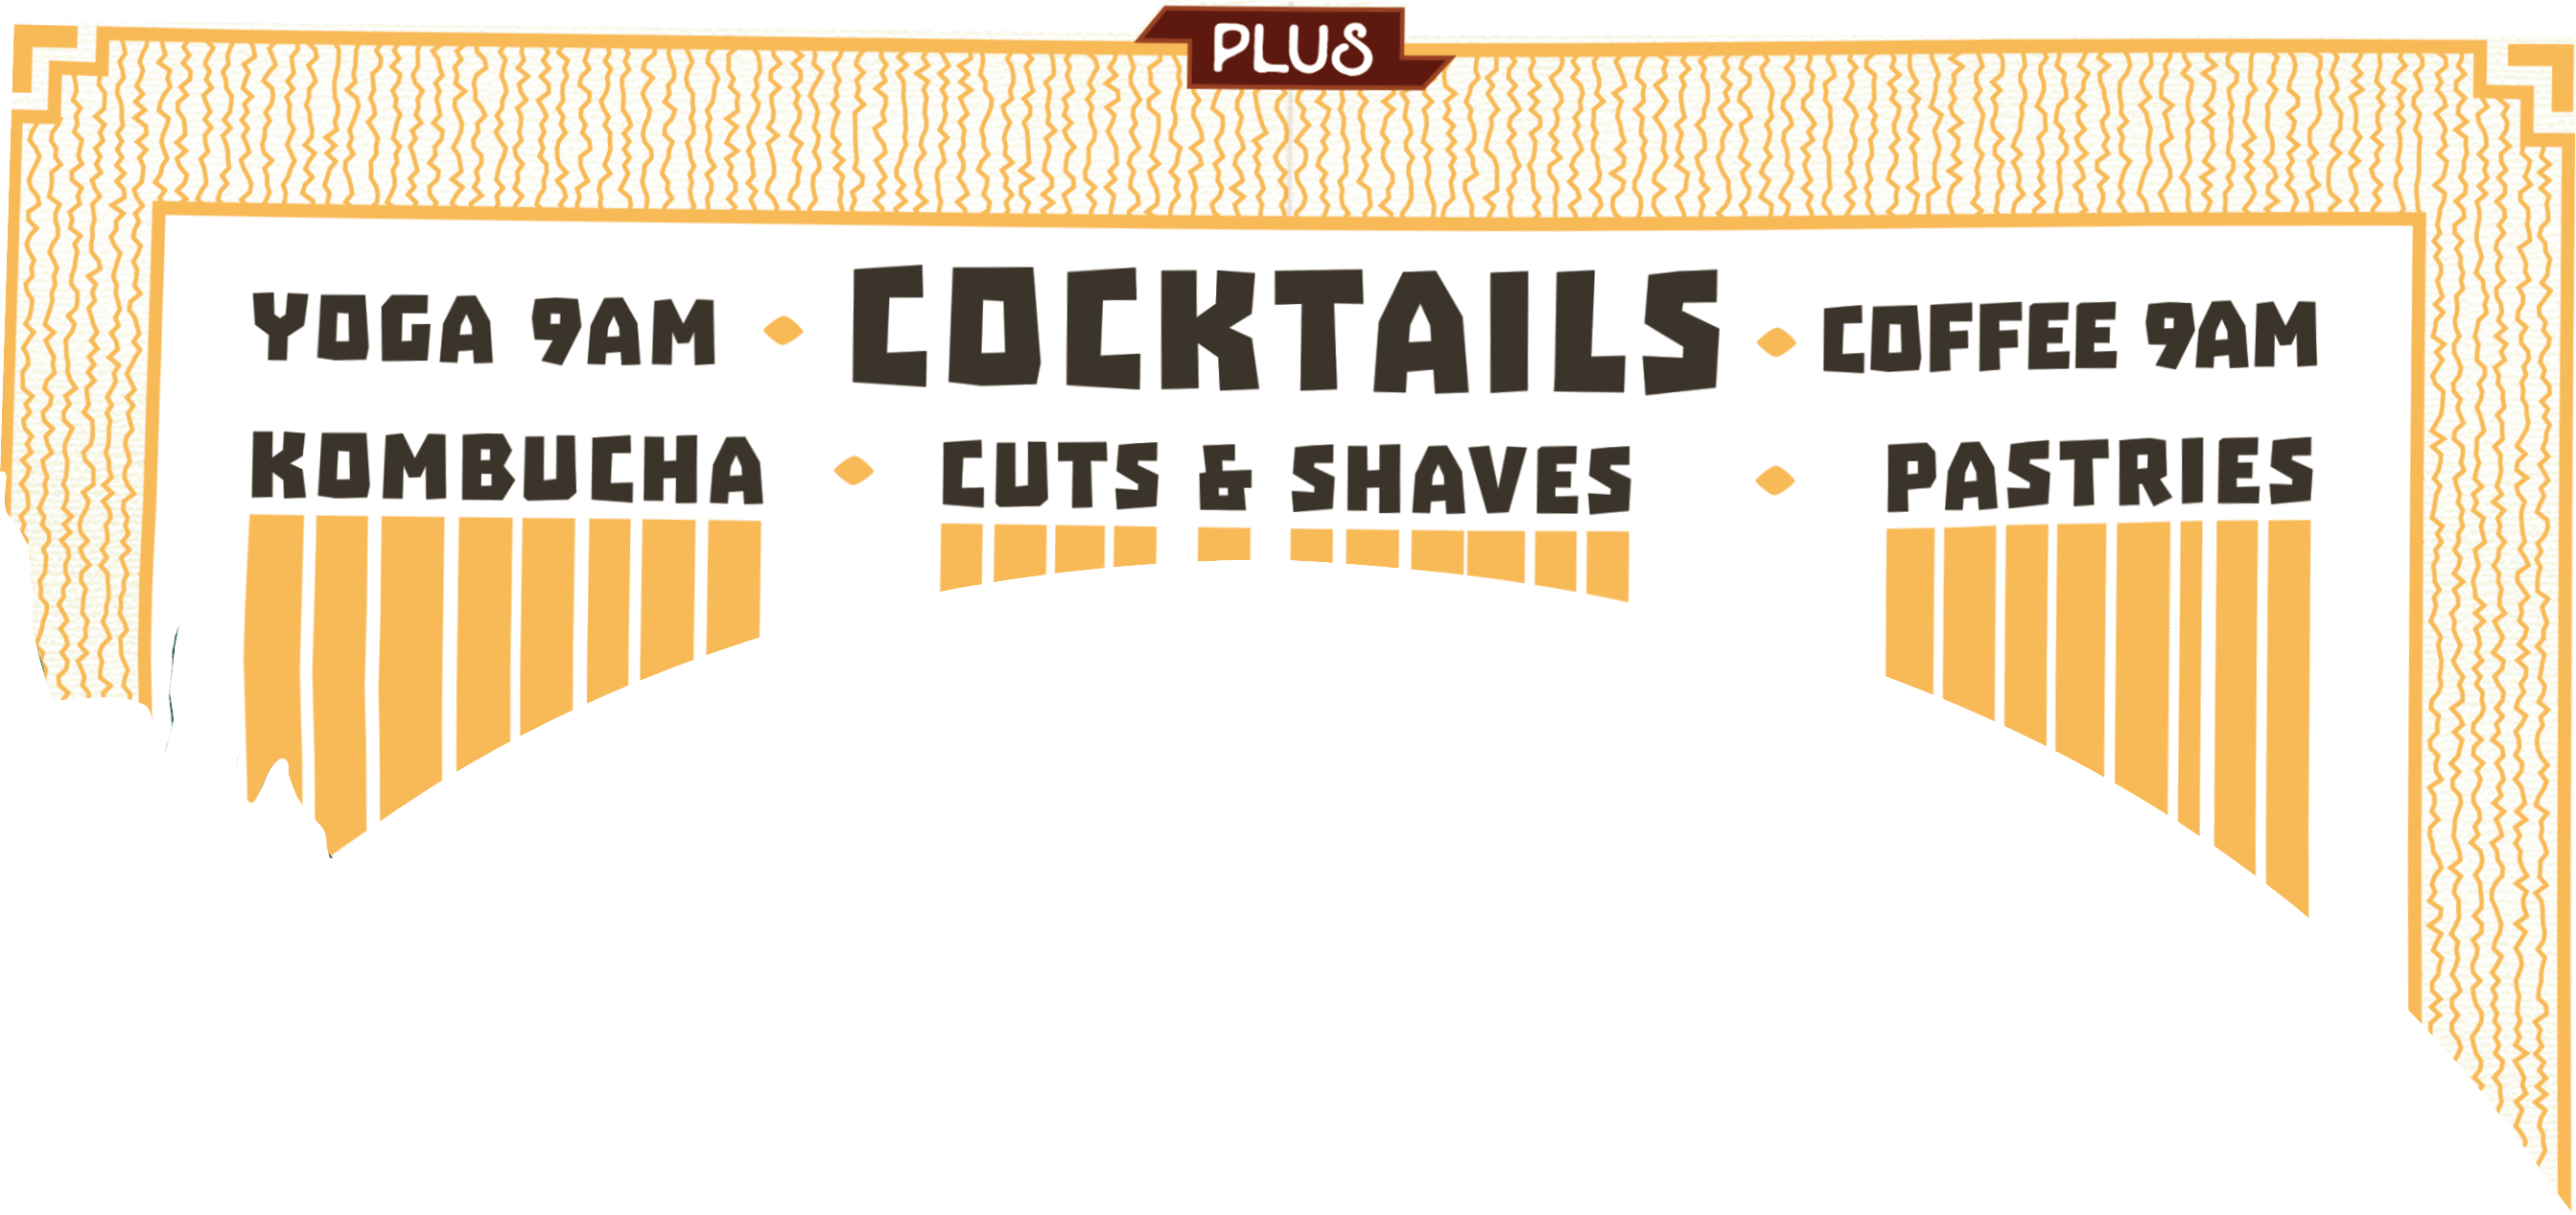 PLUS
YOGA 9AM • COCKTAILS • COFFEE 9AM
KOMBUCHA • CUTS & SHAVES • PASTRIES